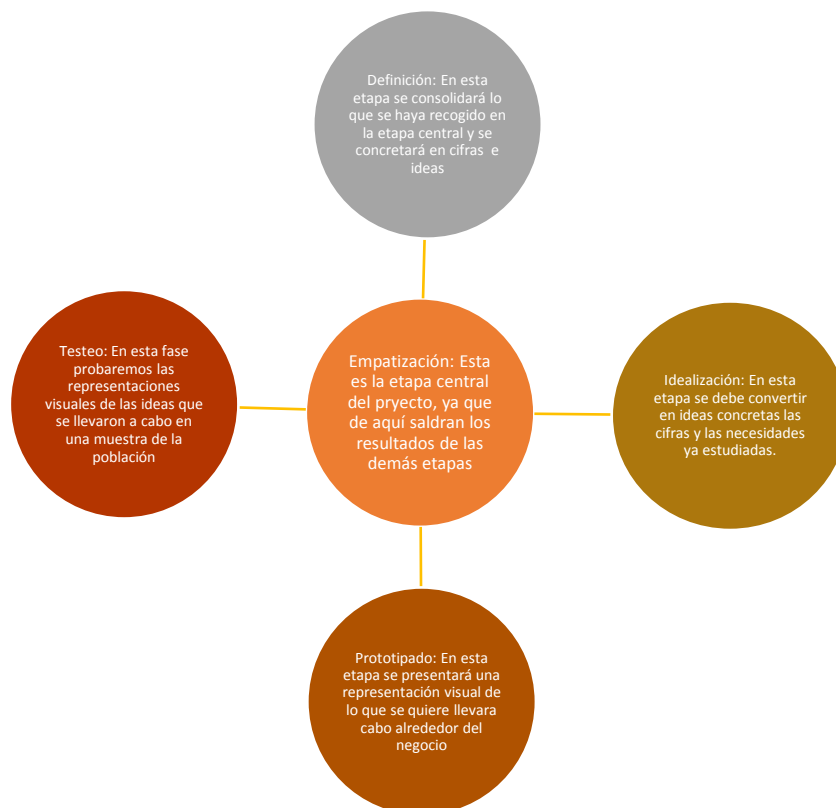 Definición: En esta
etapa se consolidará lo
que se haya recogido en
la etapa central y se
concretará en cifras e
ideas
Testeo: En esta fase
probaremos las
representaciones
visuales de las ideas que
se llevaron a cabo en
una muestra de la
población
Empatización: Esta
es la etapa central
del pryecto, ya que
de aquí saldran los
resultados de las
demás etapas
Idealización: En esta
etapa se debe convertir
en ideas concretas las
cifras y las necesidades
ya estudiadas.
Prototipado: En esta
etapa se presentará una
representación visual de
lo que se quiere llevara
cabo alrededor del
negocio